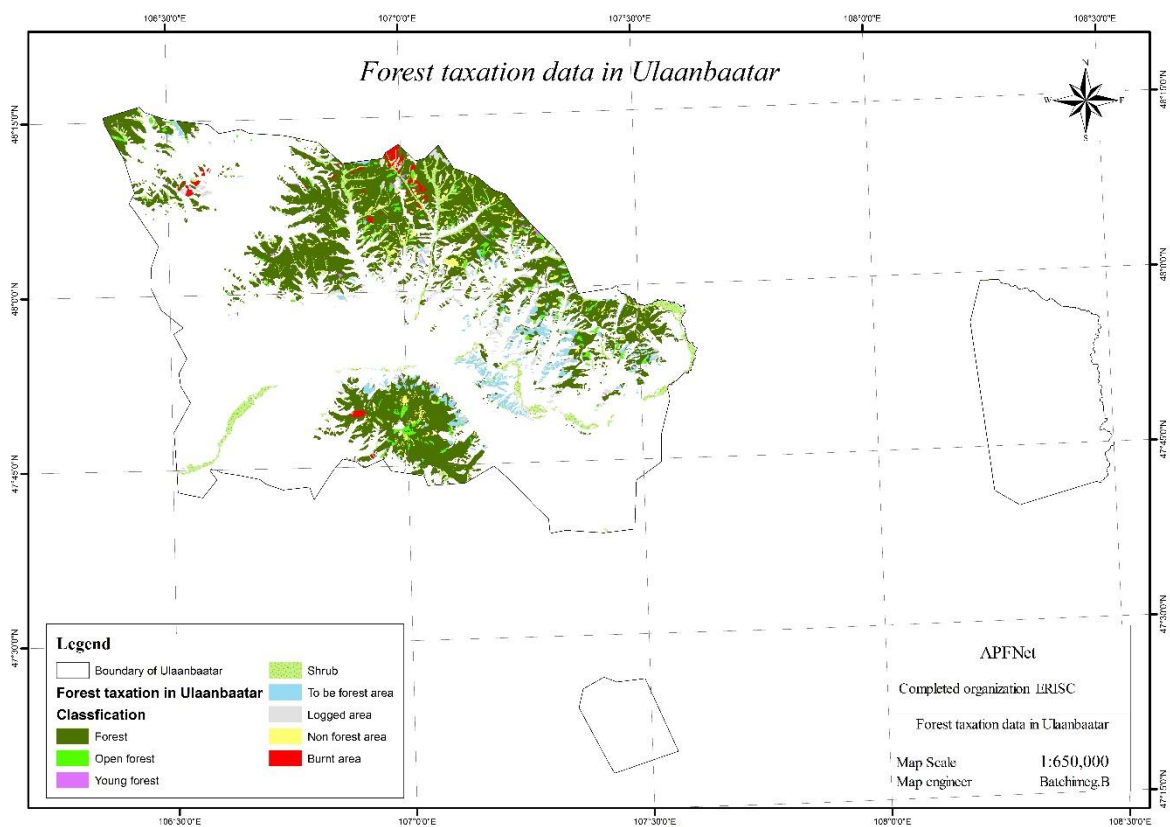 106°30'0"E
107°0'0"E
107°30'0"E
108°0'0"E
108°30'0"E
Forest taxation data in Ulaanbaatar
N
W
E
S
48°15'0"N
48°15'0"N
48°0'0"N
48°0'0"N
47°45'0"N
47°45'0"N
47°30'0"N
47°30'0"N
47°15'0"N
Legend
Boundary of Ulaanbaatar
Forest taxation in Ulaanbaatar
Classfication
Forest
Open forest
Young forest
Shrub
To be forest area
Logged area
Non forest area
Burnt area
APFNet
Completed organization ERISC
Forest taxation data in Ulaanbaatar
Map Scale 1:650,000
Map engineer Batchimeg.B
106°30'0"E
107°0'0"E
107°30'0"E
108°0'0"E
108°30'0"E